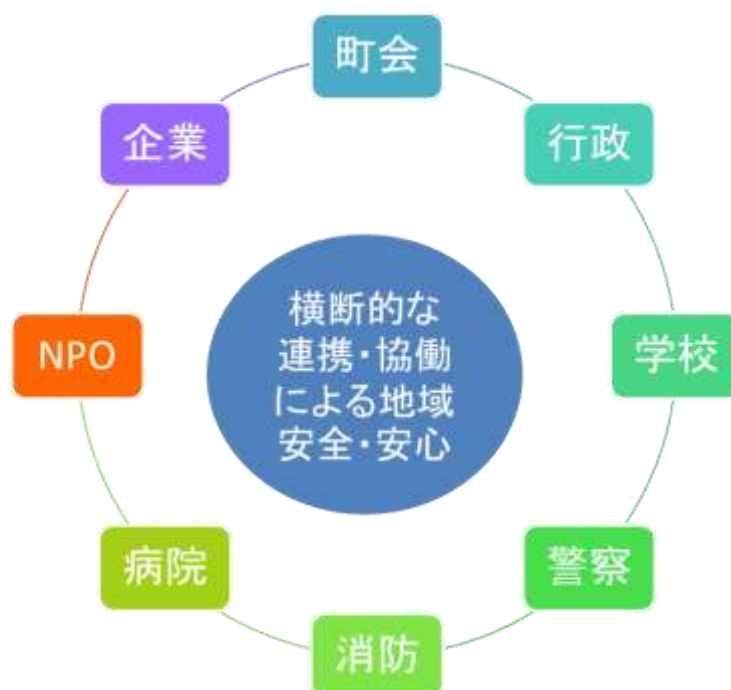 町会
行政
学校
警察
消防
病院
NPO
企業
横断的な
連携・協働
による地域
安全・安心